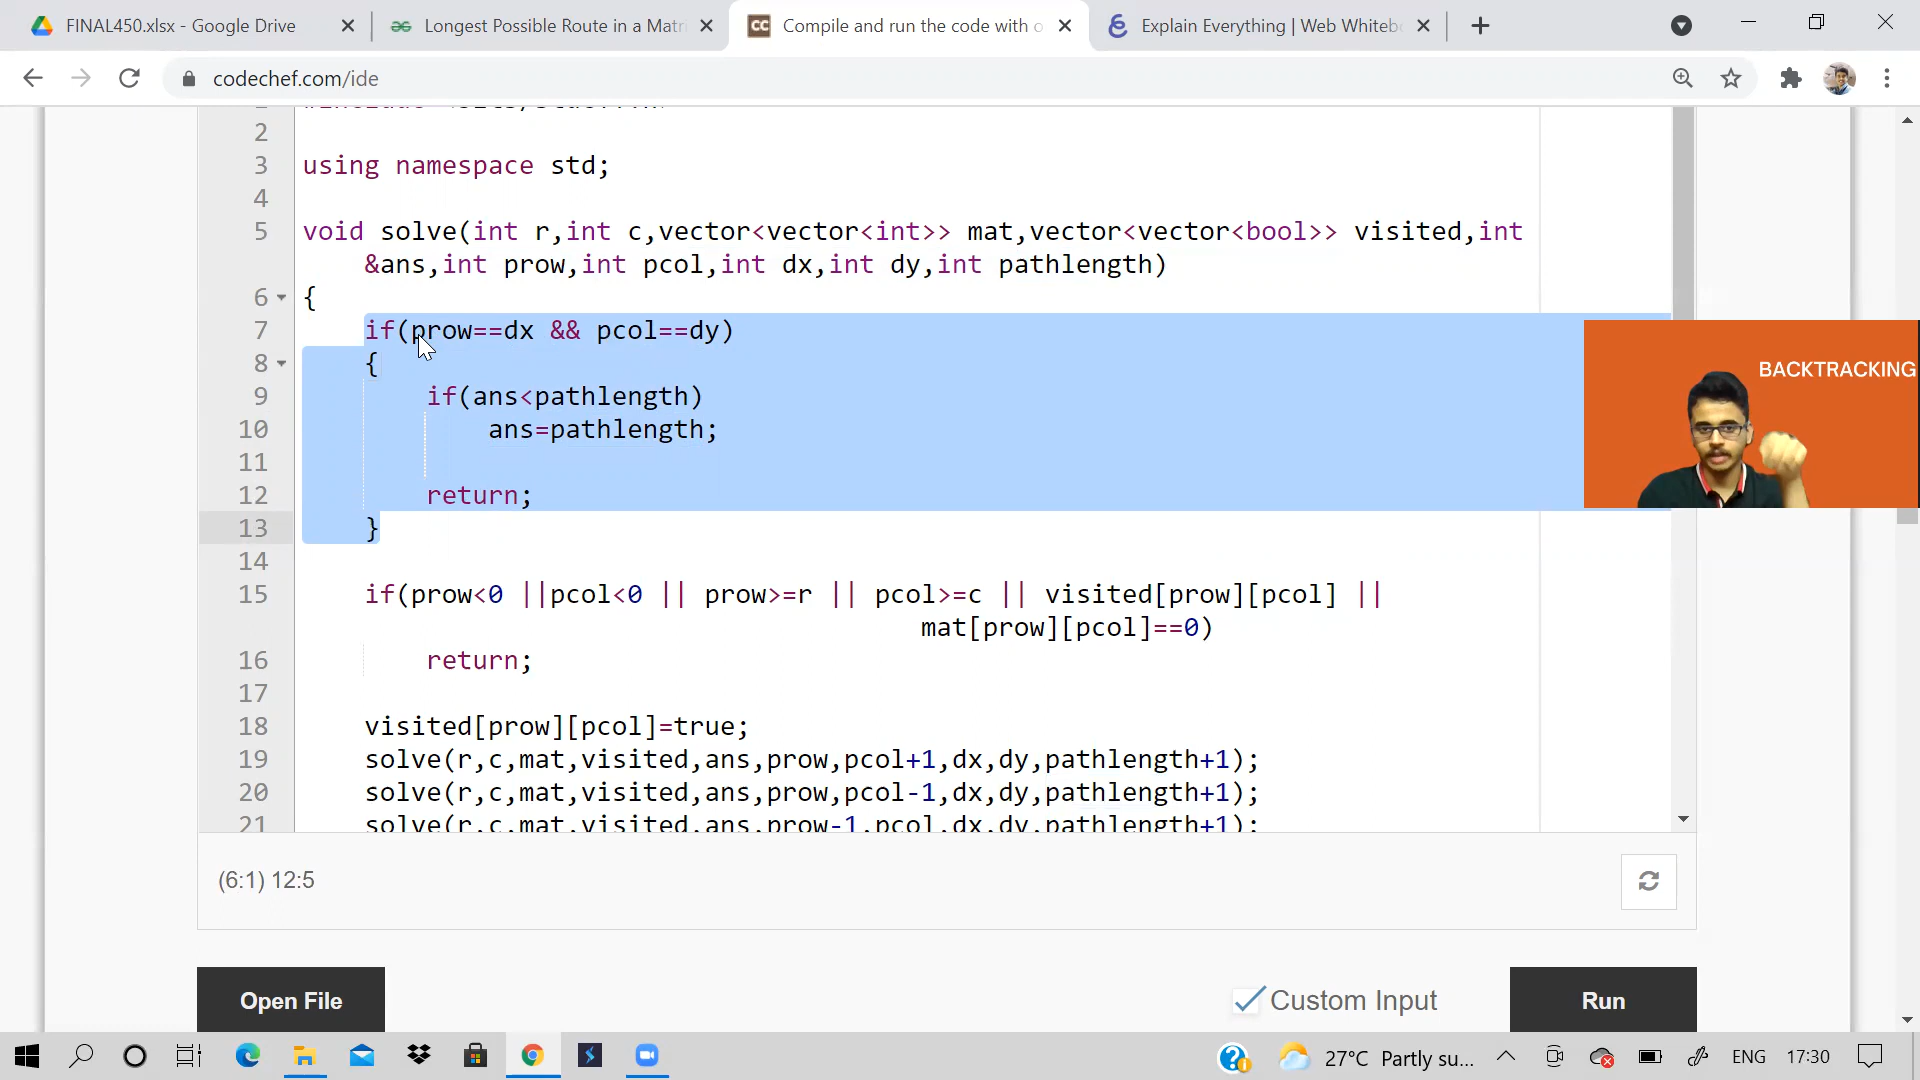 FINAL450.xlsx - Google Drive
Longest Possible Route in a Matri
Compile and run the code with o
Explain Everything | Web Whitebo
codechef.com/ide
2
3 using namespace std;
4
5 void solve(int r,int c,vector<vector<int>> mat,vector<vector<bool>> visited,int
&ans,int prow,int pcol,int dx,int dy,int pathlength)
6 {
7 if(prow==dx && pcol==dy)
8 {
9 if(ans<pathlength)
10 ans=pathlength;
11
12 return;
13 }
14
15 if(prow<0 ||pcol<0 || prow>=r || pcol>=c || visited[prow][pcol] ||
mat[prow][pcol]==0)
16 return;
17
18 visited[prow][pcol]=true;
19 solve(r,c,mat,visited,ans,prow,pcol+1,dx,dy,pathlength+1);
20 solve(r,c,mat,visited,ans,prow,pcol-1,dx,dy,pathlength+1);
21 solve(r,c,mat,visited,ans,prow-1,pcol,dx,dy,pathlength+1);
BACKTRACKING
(6:1) 12:5
Open File
Custom Input
Run
27°C Partly su...
ENG
17:30